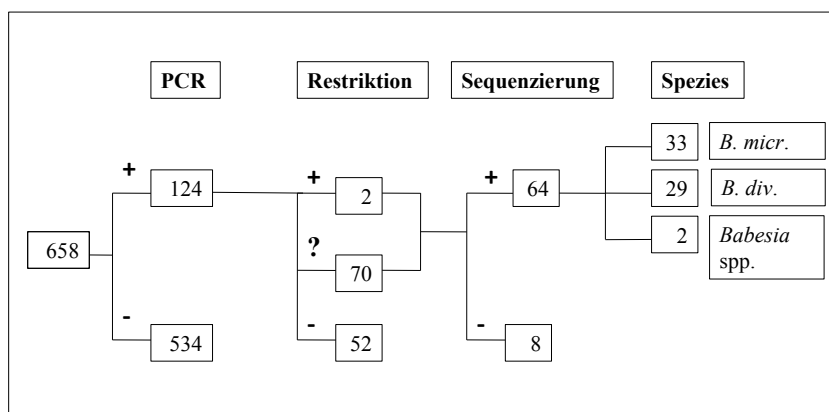 PCR Restriktion Sequenzierung Spezies
33 B. micr.
+ + +
124 2 64 29 B. div.
2 Babesia
spp.
658 ? 70
- - -
534 52 8